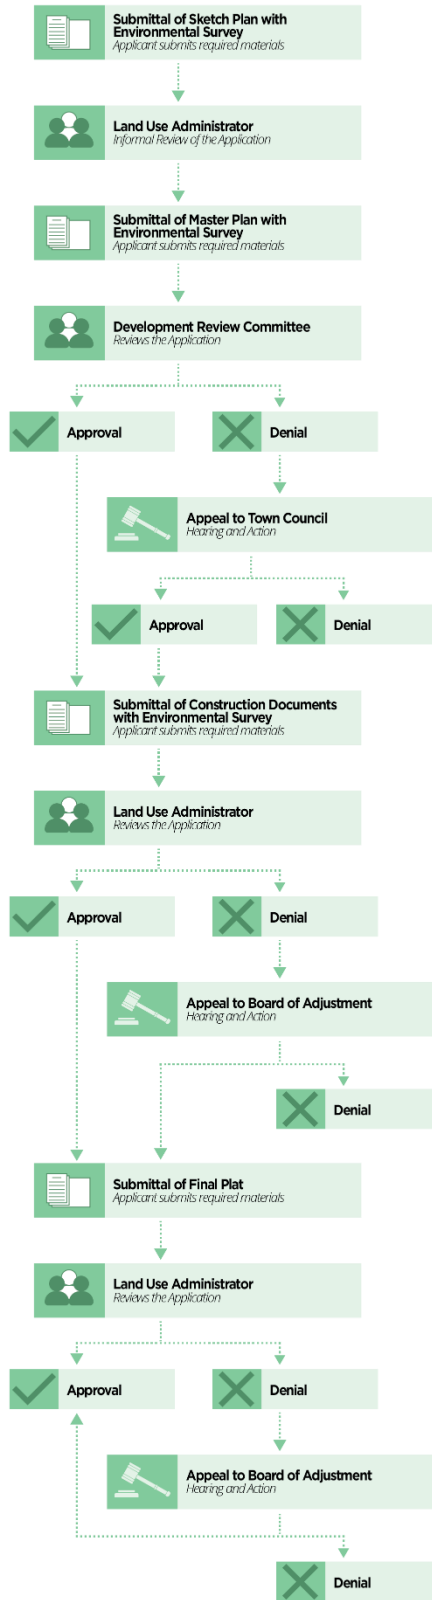 Submittal of Sketch Plan with
Environmental Survey
Applicant submits required materials
Land Use Administrator
Informal Review of the Application
Submittal of Master Plan with
Environmental Survey
Applicant submits required materials
Development Review Committee
Reviews the Application
Approval
Denial
Appeal to Town Council
Hearing and Action
Approval
Denial
Submittal of Construction Documents
with Environmental Survey
Applicant submits required materials
Land Use Administrator
Reviews the Application
Approval
Denial
Appeal to Board of Adjustment
Hearing and Action
Denial
Submittal of Final Plat
Applicant submits required materials
Land Use Administrator
Reviews the Application
Approval
Denial
Appeal to Board of Adjustment
Hearing and Action
Denial